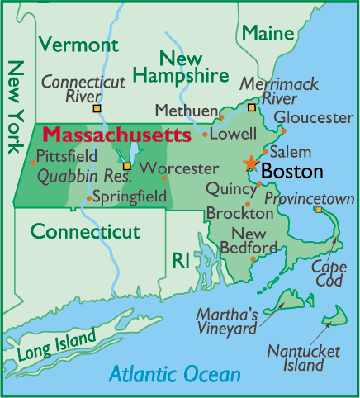 Maine
Vermont
New
Hampshire
New York
Connecticut
River
Merrimack
River
Methuen
Gloucester
Massachusetts
Lowell
Salem
Pittsfield
Quabbin Res.
Worcester
Boston
Springfield
Quincy
Provincetown
Brockton
Connecticut
New
Bedford
RI
Cape
Cod
Martha's
Vineyard
Long Island
Nantucket
Island
Atlantic Ocean